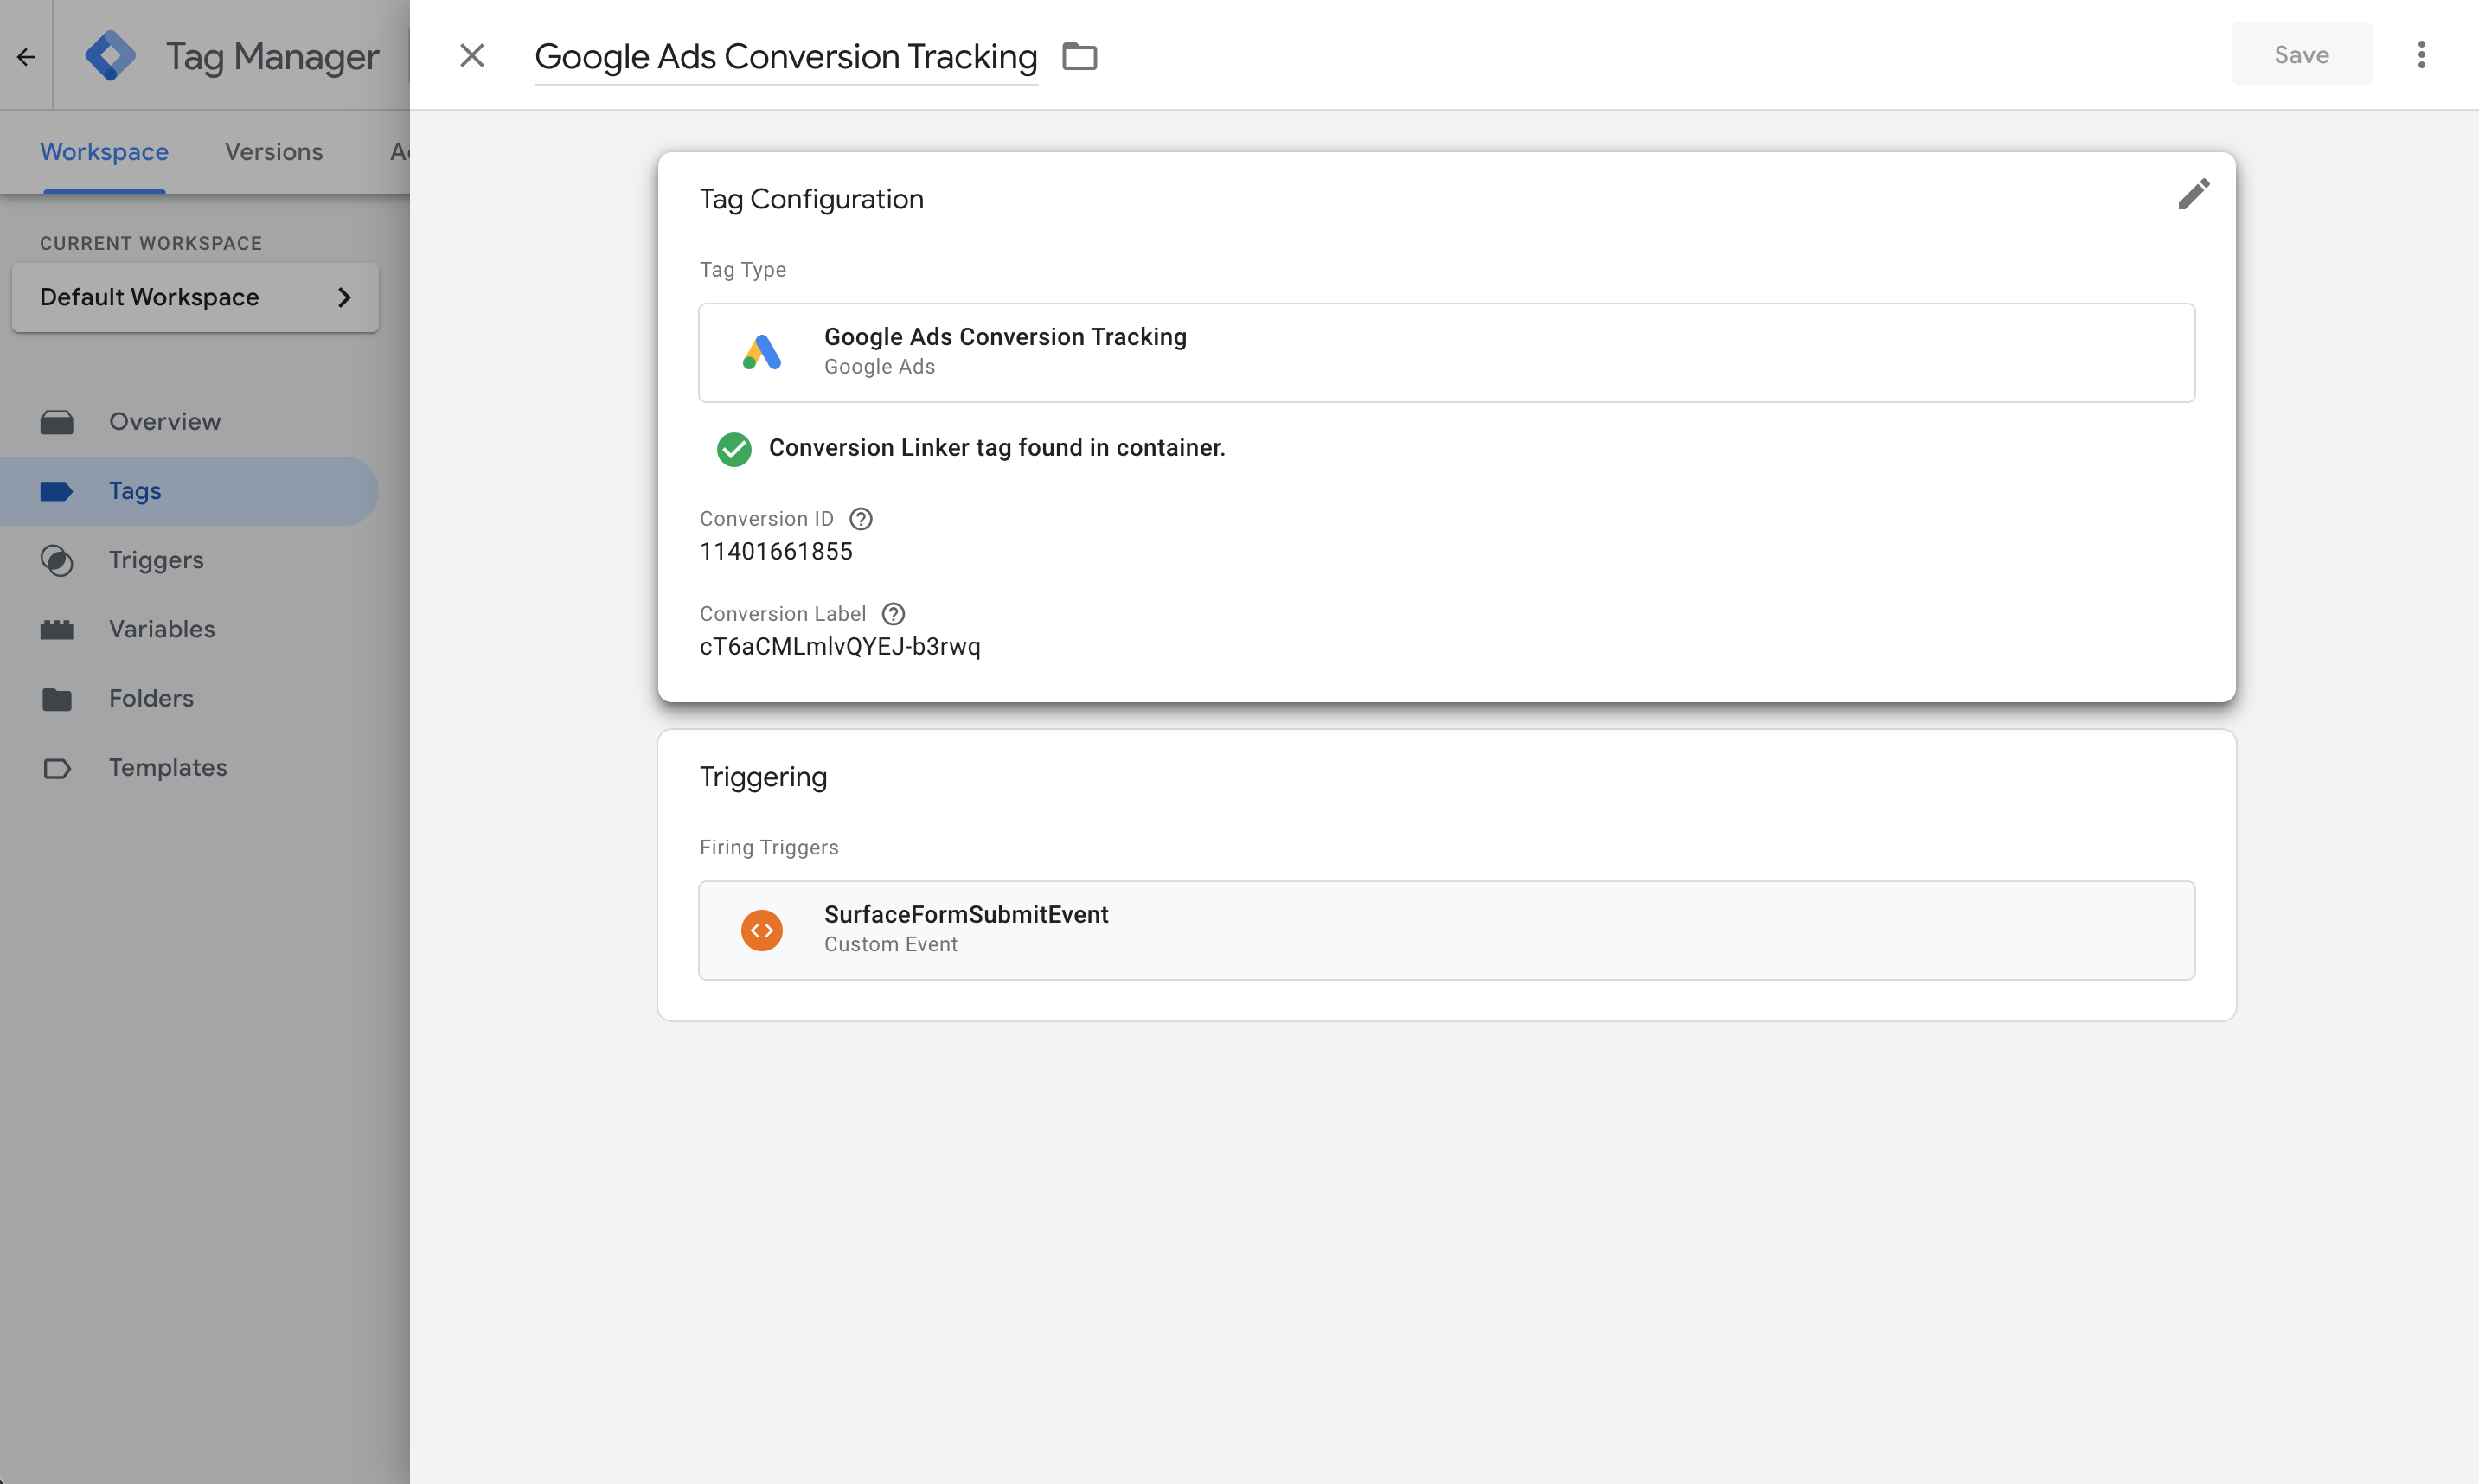 Tag Manager
Google Ads Conversion Tracking
Save
Workspace
Versions
CURRENT WORKSPACE
Default Workspace
Overview
Tags
Triggers
Variables
Folders
Templates
Tag Configuration
Tag Type
Google Ads Conversion Tracking
Google Ads
Conversion Linker tag found in container.
Conversion ID
11401661855
Conversion Label
cT6aCMLmlvQYEJ-b3rwq
Triggering
Firing Triggers
SurfaceFormSubmitEvent
Custom Event